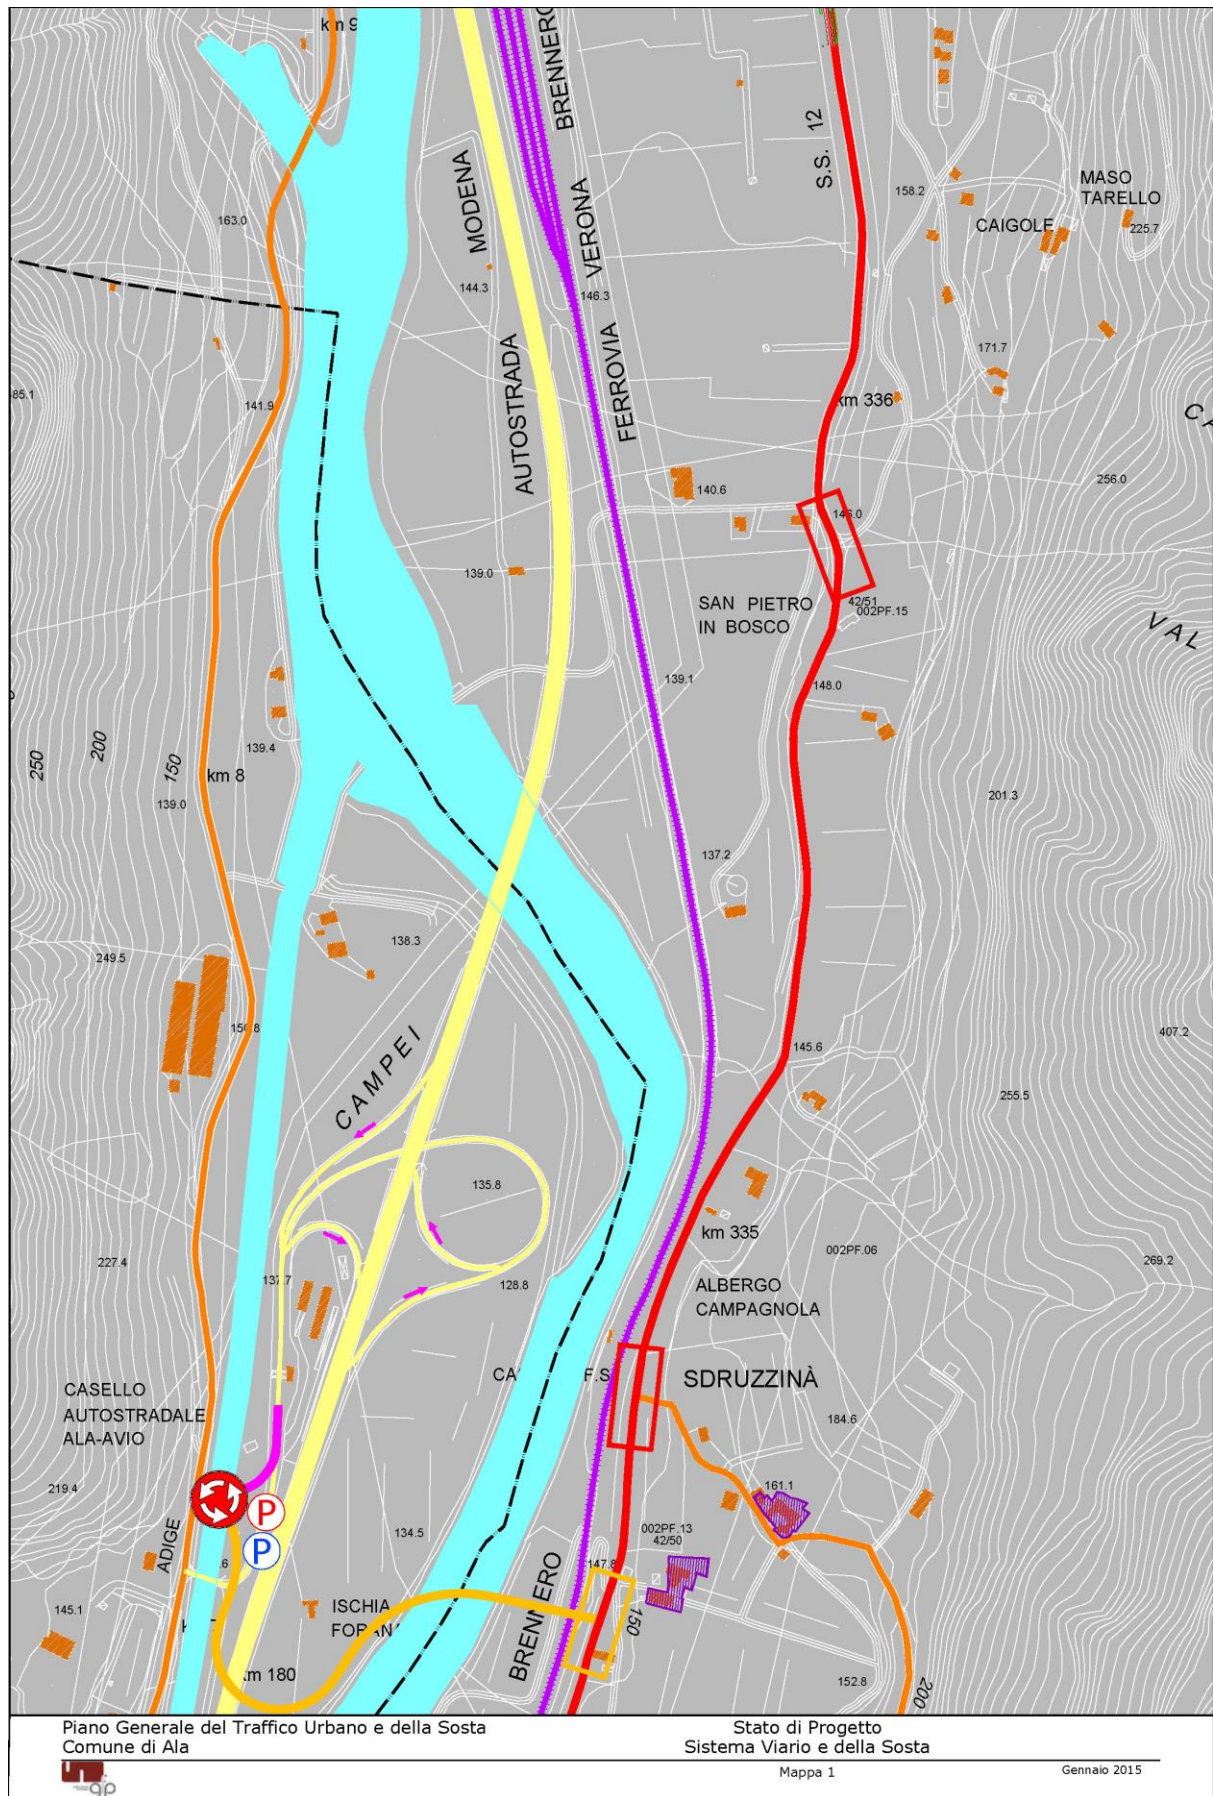 km 9
BRENNERO
S.S. 12
MODENA
VERONA
163.0
158.2
MASO
TARELLO
CAIGOLE
225.7
144.3
146.3
AUTOSTRADA
FERROVIA
171.7
85.1
141.9
km 336
256.0
140.6
146.0
139.0
SAN PIETRO
IN BOSCO
42/51
002PF.15
VAL
139.1
148.0
250
200
150
139.4
km 8
139.0
201.3
137.2
249.5
138.3
407.2
145.6
255.5
CAMPEI
135.8
km 335
002PF.06
227.4
137.7
128.8
269.2
ALBERGO
CAMPAGNOLA
F.S
SDRUZZINÀ
CASELLO
AUTOSTRADALE
ALA-AVIO
184.6
219.4
161.1
P
P
134.5
002PF.13
42/50
ADIGE
147.8
BRENNERO
145.1
ISCHIA
150
km 180
152.8
200
Piano Generale del Traffico Urbano e della Sosta
Comune di Ala
Stato di Progetto
Sistema Viario e della Sosta
Mappa 1
Gennaio 2015